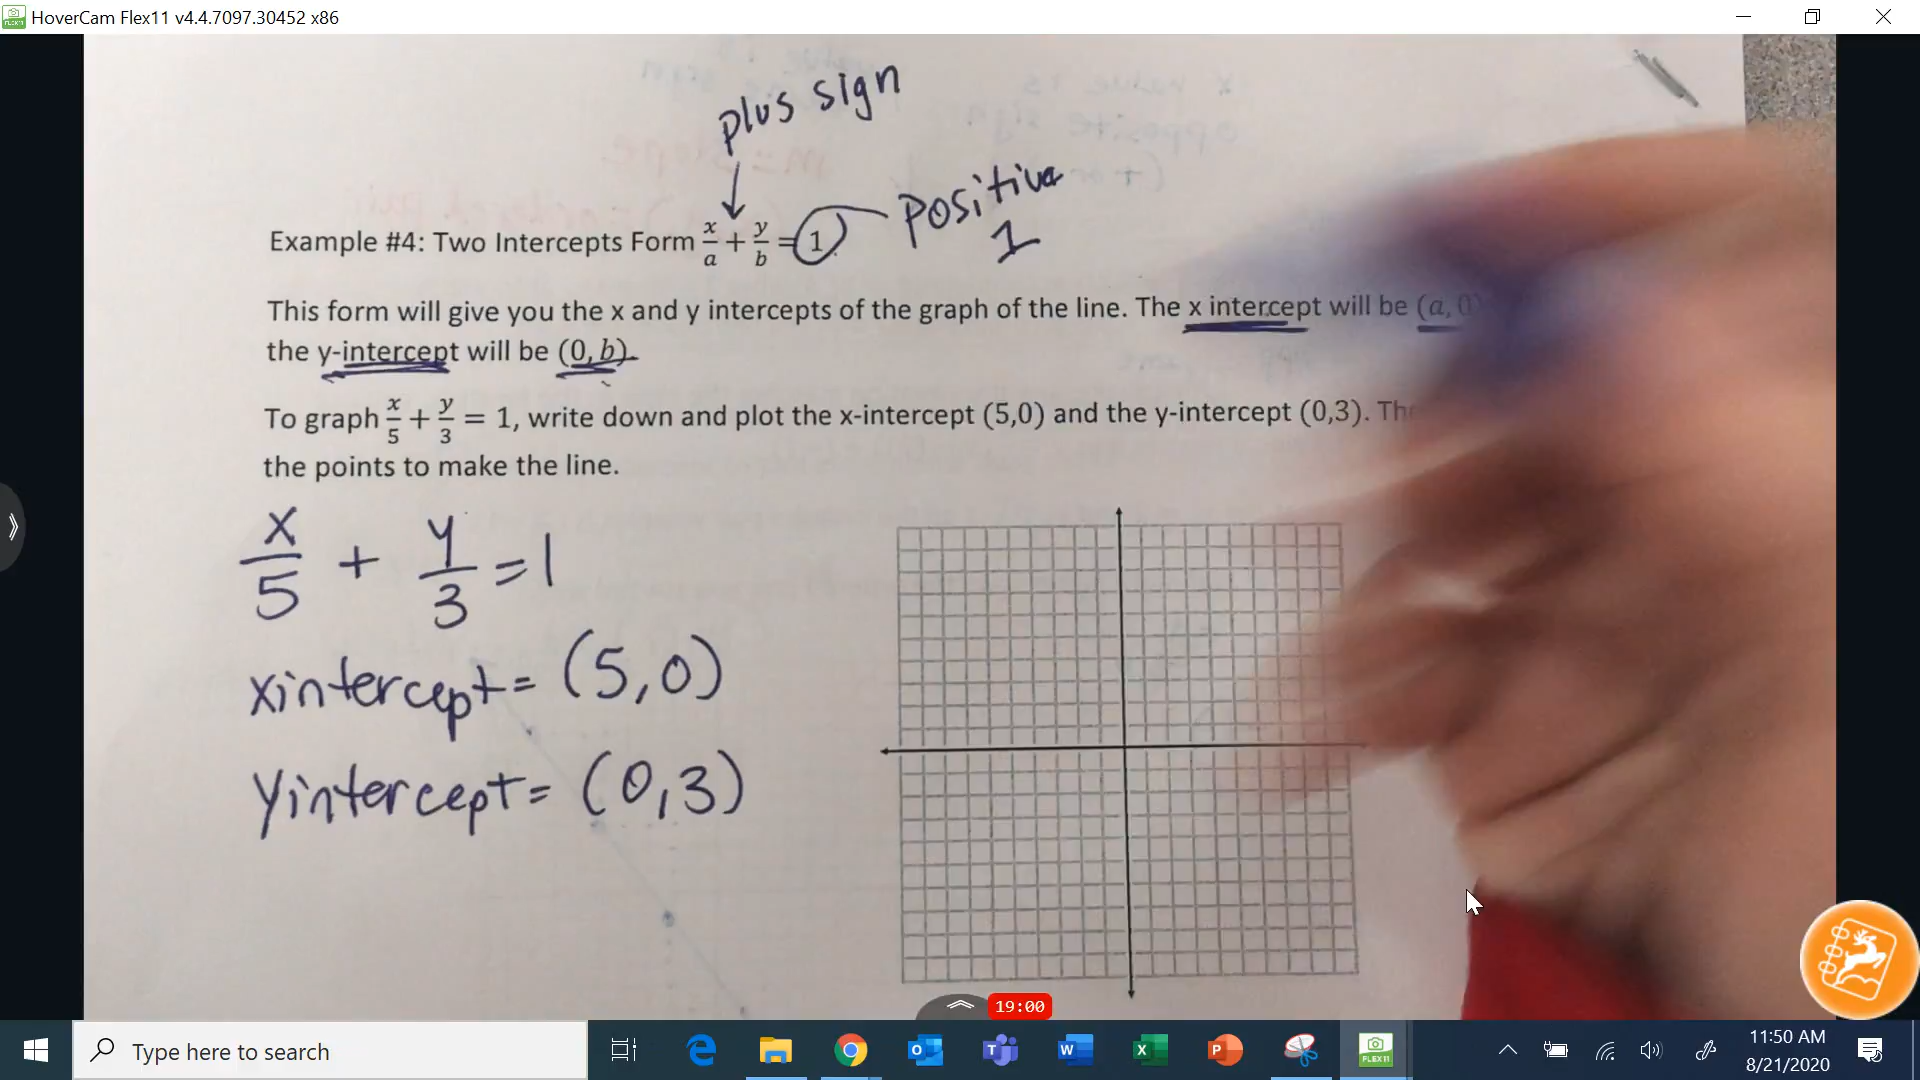 HoverCam Flex11 v4.4.7097.30452 x86
plus sign
positive
1
Example #4: Two Intercepts Form x/a + y/b = 1
This form will give you the x and y intercepts of the graph of the line. The x intercept will be (a, 0)
the y-intercept will be (0, b).
To graph x/5 + y/3 = 1, write down and plot the x-intercept (5,0) and the y-intercept (0,3).
the points to make the line.
x/5 + y/3 = 1
x intercept = (5,0)
y intercept = (0,3)
19:00
Type here to search
11:50 AM
8/21/2020